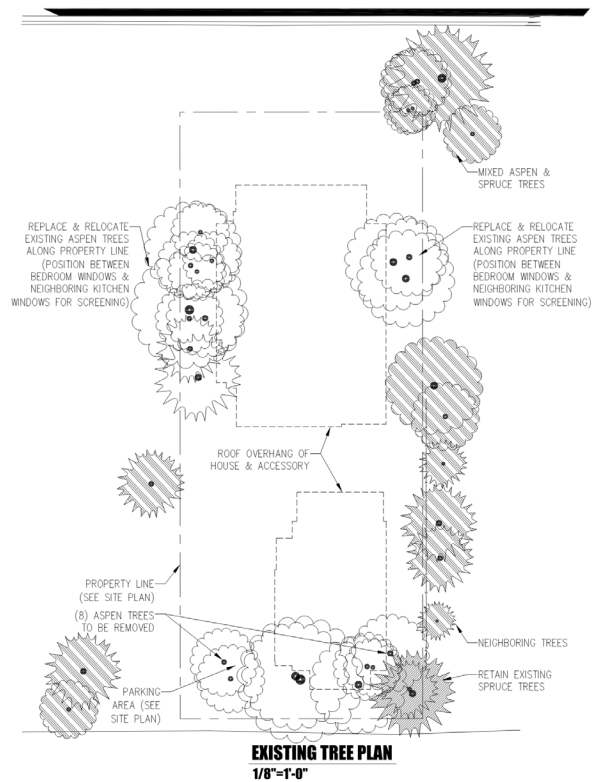 MIXED ASPEN &
SPRUCE TREES
REPLACE & RELOCATE
EXISTING ASPEN TREES
ALONG PROPERTY LINE
(POSITION BETWEEN
BEDROOM WINDOWS &
NEIGHBORING KITCHEN
WINDOWS FOR SCREENING)
REPLACE & RELOCATE
EXISTING ASPEN TREES
ALONG PROPERTY LINE
(POSITION BETWEEN
BEDROOM WINDOWS &
NEIGHBORING KITCHEN
WINDOWS FOR SCREENING)
ROOF OVERHANG OF
HOUSE & ACCESSORY
PROPERTY LINE
(SEE SITE PLAN)
(8) ASPEN TREES
TO BE REMOVED
NEIGHBORING TREES
PARKING
AREA (SEE
SITE PLAN)
RETAIN EXISTING
SPRUCE TREES
EXISTING TREE PLAN
1/8"=1'-0"